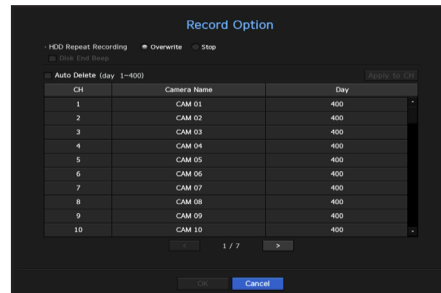 Record Option
· HDD Repeat Recording Overwrite Stop
Disk End Beep
Auto Delete (day 1~400) Apply to CH
CH Camera Name Day
1 CAM 01 400
2 CAM 02 400
3 CAM 03 400
4 CAM 04 400
5 CAM 05 400
6 CAM 06 400
7 CAM 07 400
8 CAM 08 400
9 CAM 09 400
10 CAM 10 400
< 1 / 7 >
OK Cancel